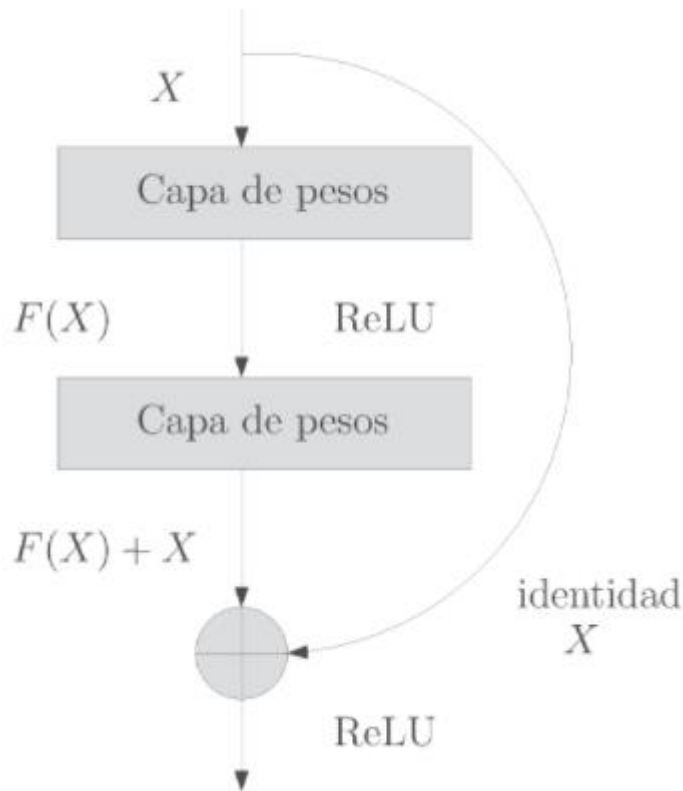 X
Capa de pesos
F(X)
ReLU
Capa de pesos
F(X) + X
identidad
X
ReLU